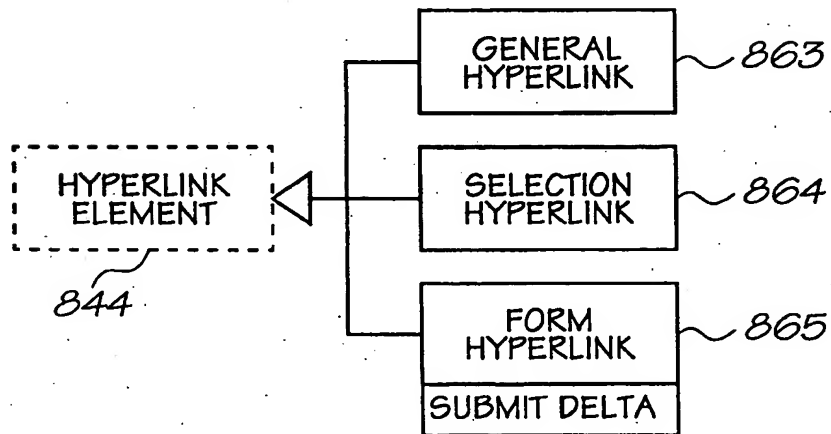 GENERAL
HYPERLINK
863
HYPERLINK
ELEMENT
844
SELECTION
HYPERLINK
864
FORM
HYPERLINK
865
SUBMIT DELTA